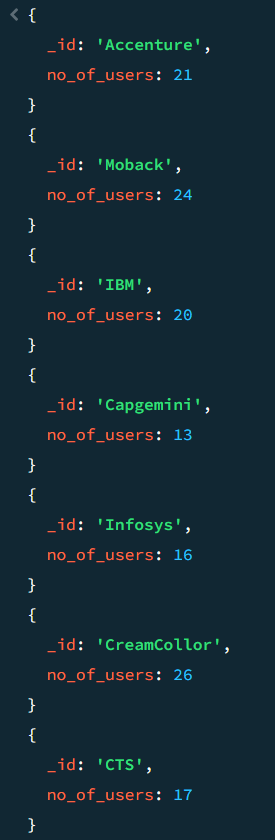 {
_id: 'Accenture',
no_of_users: 21
}
{
_id: 'Moback',
no_of_users: 24
}
{
_id: 'IBM',
no_of_users: 20
}
{
_id: 'Capgemini',
no_of_users: 13
}
{
_id: 'Infosys',
no_of_users: 16
}
{
_id: 'CreamCollor',
no_of_users: 26
}
{
_id: 'CTS',
no_of_users: 17
}